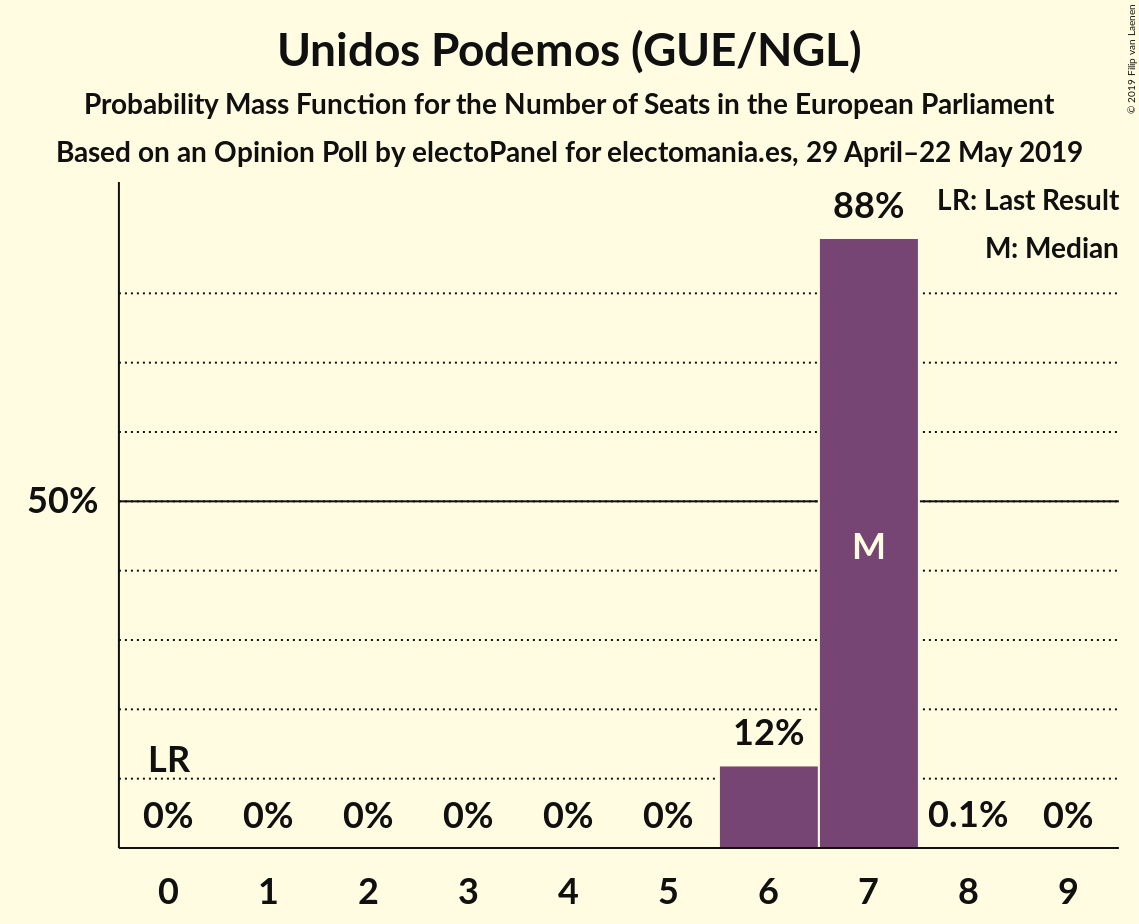 Unidos Podemos (GUE/NGL)
Probability Mass Function for the Number of Seats in the European Parliament
Based on an Opinion Poll by electoPanel for electomania.es, 29 April–22 May 2019
© 2019 Filip van Laenen
LR: Last Result
M: Median
88%
50%
M
12%
LR
0% 0% 0% 0% 0% 0% 0.1% 0%
0 1 2 3 4 5 6 7 8 9